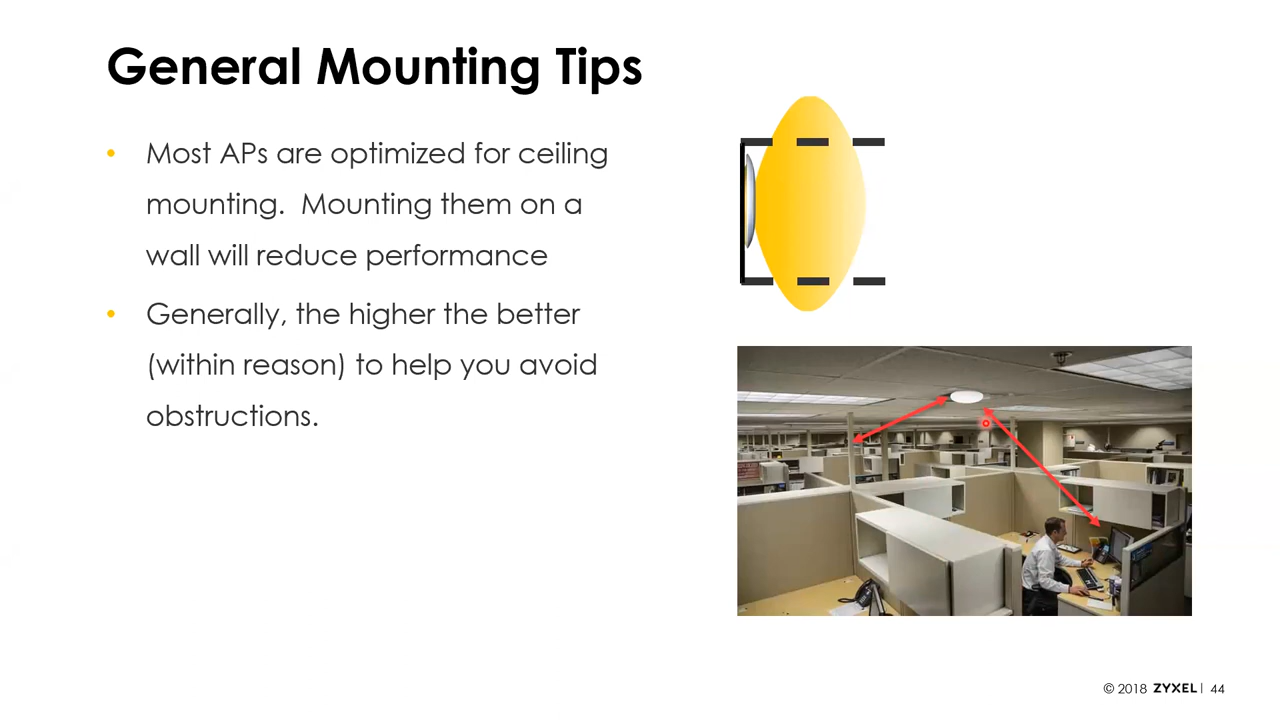 General Mounting Tips
• Most APs are optimized for ceiling
mounting.  Mounting them on a
wall will reduce performance
• Generally, the higher the better
(within reason) to help you avoid
obstructions.
© 2018 ZYXEL | 44